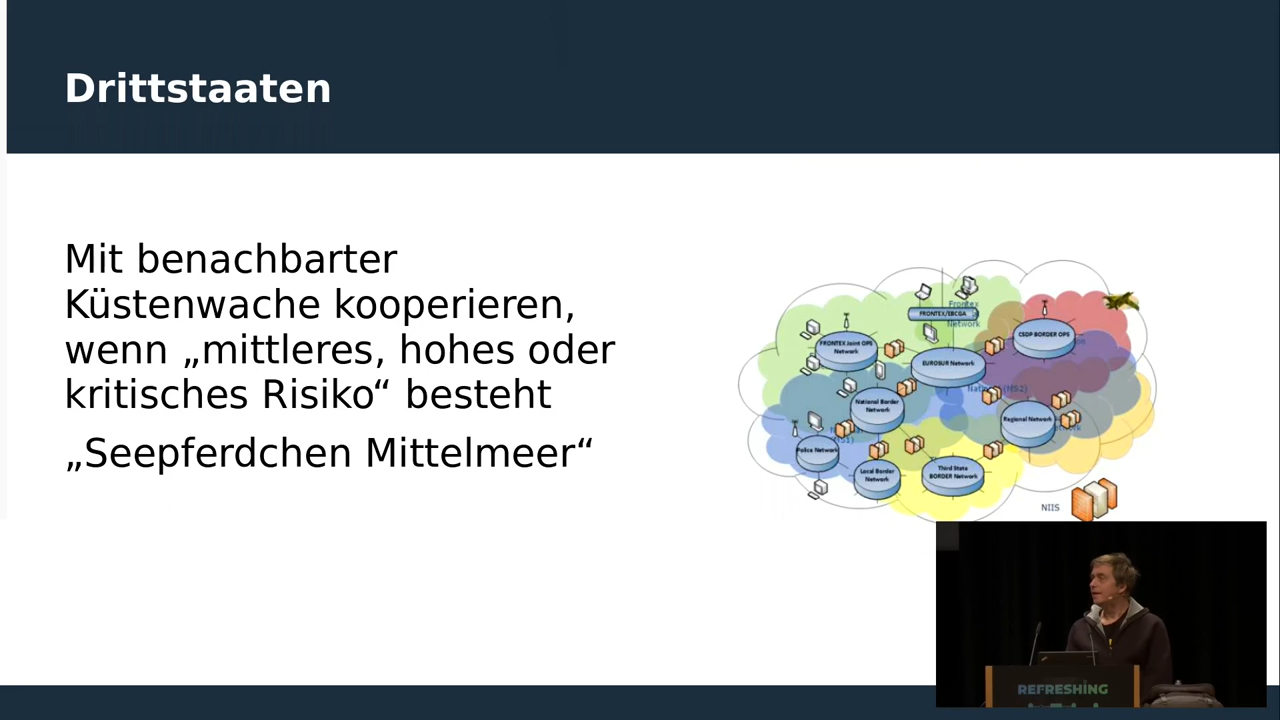 Drittstaaten
Mit benachbarter
Küstenwache kooperieren,
wenn „mittleres, hohes oder
kritisches Risiko“ besteht
„Seepferdchen Mittelmeer“
Frontex
FRONTEX/EBCGA
Network
CSDP BORDER OPS
FRONTEX Joint OPS
Network
EUROSUR Network
National Border
Network
Regional Network
Police Network
Local Border
Network
Third State
BORDER Network
NIIS
REFRESHING